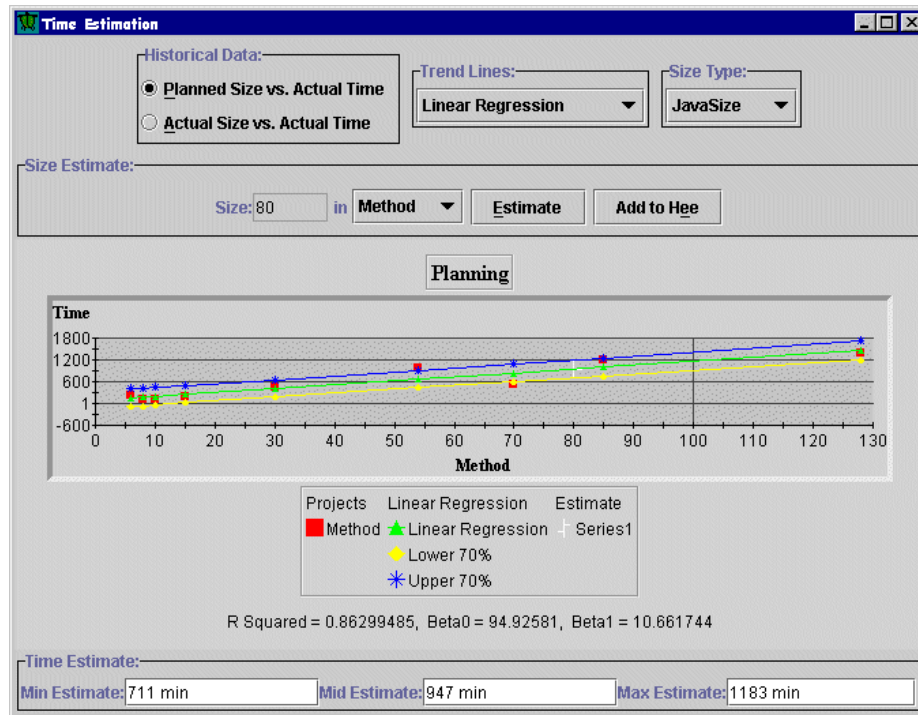 Time Estimation
Historical Data:
Planned Size vs. Actual Time
Actual Size vs. Actual Time
Trend Lines:
Linear Regression
Size Type:
JavaSize
Size Estimate:
Size: 80 in Method Estimate Add to Hee
Planning
Time
1800
1200
600
1
-600
0 10 20 30 40 50 60 70 80 90 100 110 120 130
Method
Projects Linear Regression Estimate
Method Linear Regression Series1
Lower 70%
Upper 70%
R Squared = 0.86299485, Beta0 = 94.92581, Beta1 = 10.661744
Time Estimate:
Min Estimate: 711 min Mid Estimate: 947 min Max Estimate: 1183 min